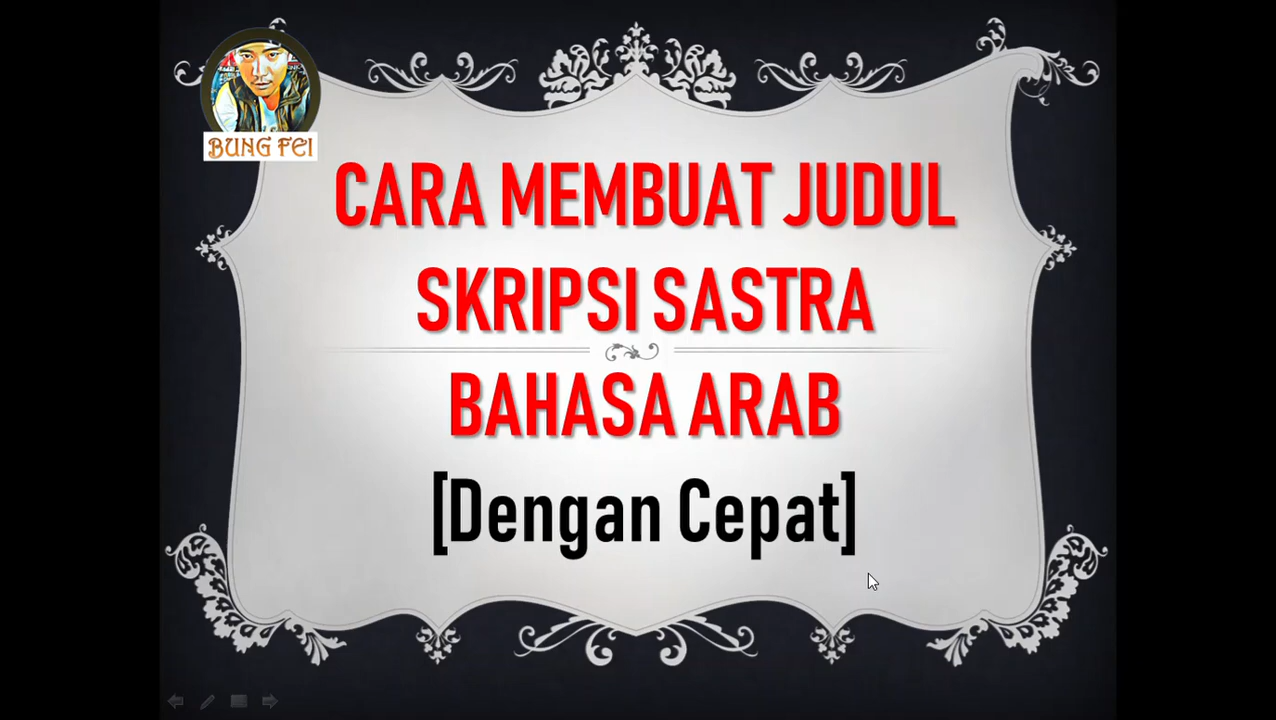 BUNG FEI
CARA MEMBUAT JUDUL
SKRIPSI SASTRA
BAHASA ARAB
[Dengan Cepat]